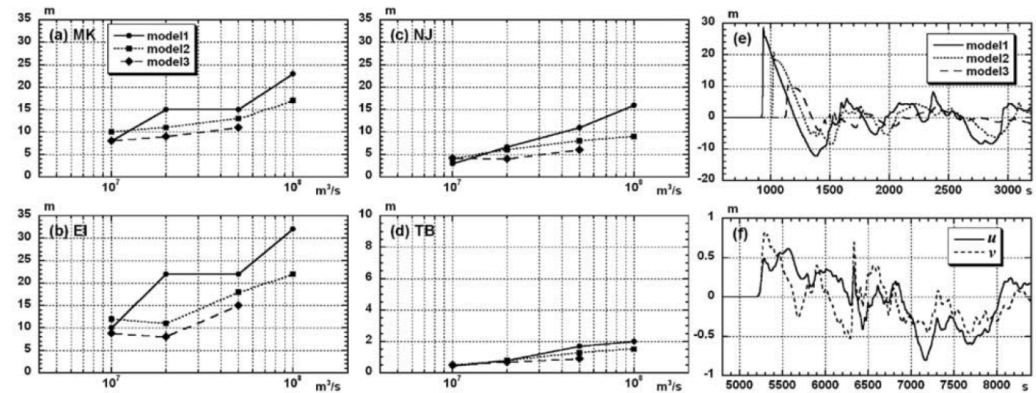 m
(a) MK
model1
model2
model3
35
30
25
20
15
10
5
0
10⁷
10⁸
m³/s
m
(c) NJ
35
30
25
20
15
10
5
0
10⁷
10⁸
m³/s
m
(e)
model1
model2
model3
30
20
10
0
-10
-20
1000 1500 2000 2500 3000 s
m
(b) EI
35
30
25
20
15
10
5
0
10⁷
10⁸
m³/s
m
(d) TB
10
8
6
4
2
0
10⁷
10⁸
m³/s
m
(f)
u
v
1
0.5
0
-0.5
-1
5000 5500 6000 6500 7000 7500 8000 s